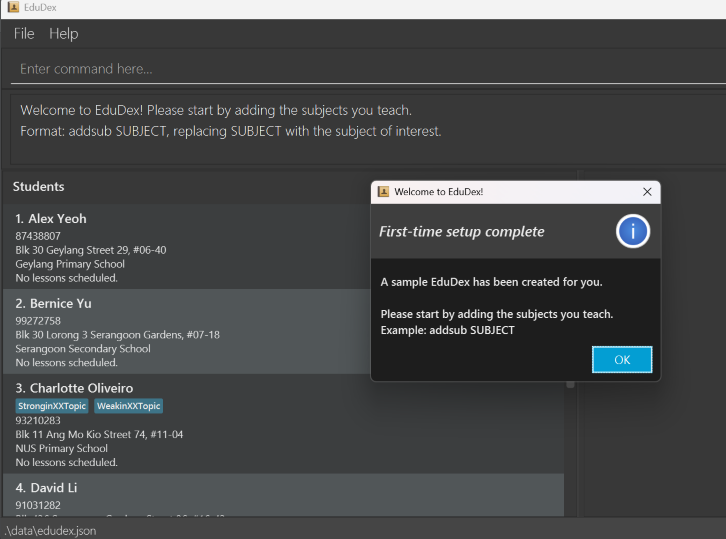 EduDex
File Help
Enter command here...
Welcome to EduDex! Please start by adding the subjects you teach.
Format: addsub SUBJECT, replacing SUBJECT with the subject of interest.
Students
1. Alex Yeoh
87438807
Blk 30 Geylang Street 29, #06-40
Geylang Primary School
No lessons scheduled.
2. Bernice Yu
99272758
Blk 30 Lorong 3 Serangoon Gardens, #07-18
Serangoon Secondary School
No lessons scheduled.
3. Charlotte Oliveiro
StronginXXTopic WeakinXXTopic
93210283
Blk 11 Ang Mo Kio Street 74, #11-04
NUS Primary School
No lessons scheduled.
4. David Li
91031282
Welcome to EduDex!
First-time setup complete
A sample EduDex has been created for you.
Please start by adding the subjects you teach.
Example: addsub SUBJECT
OK
.\data\edudex.json